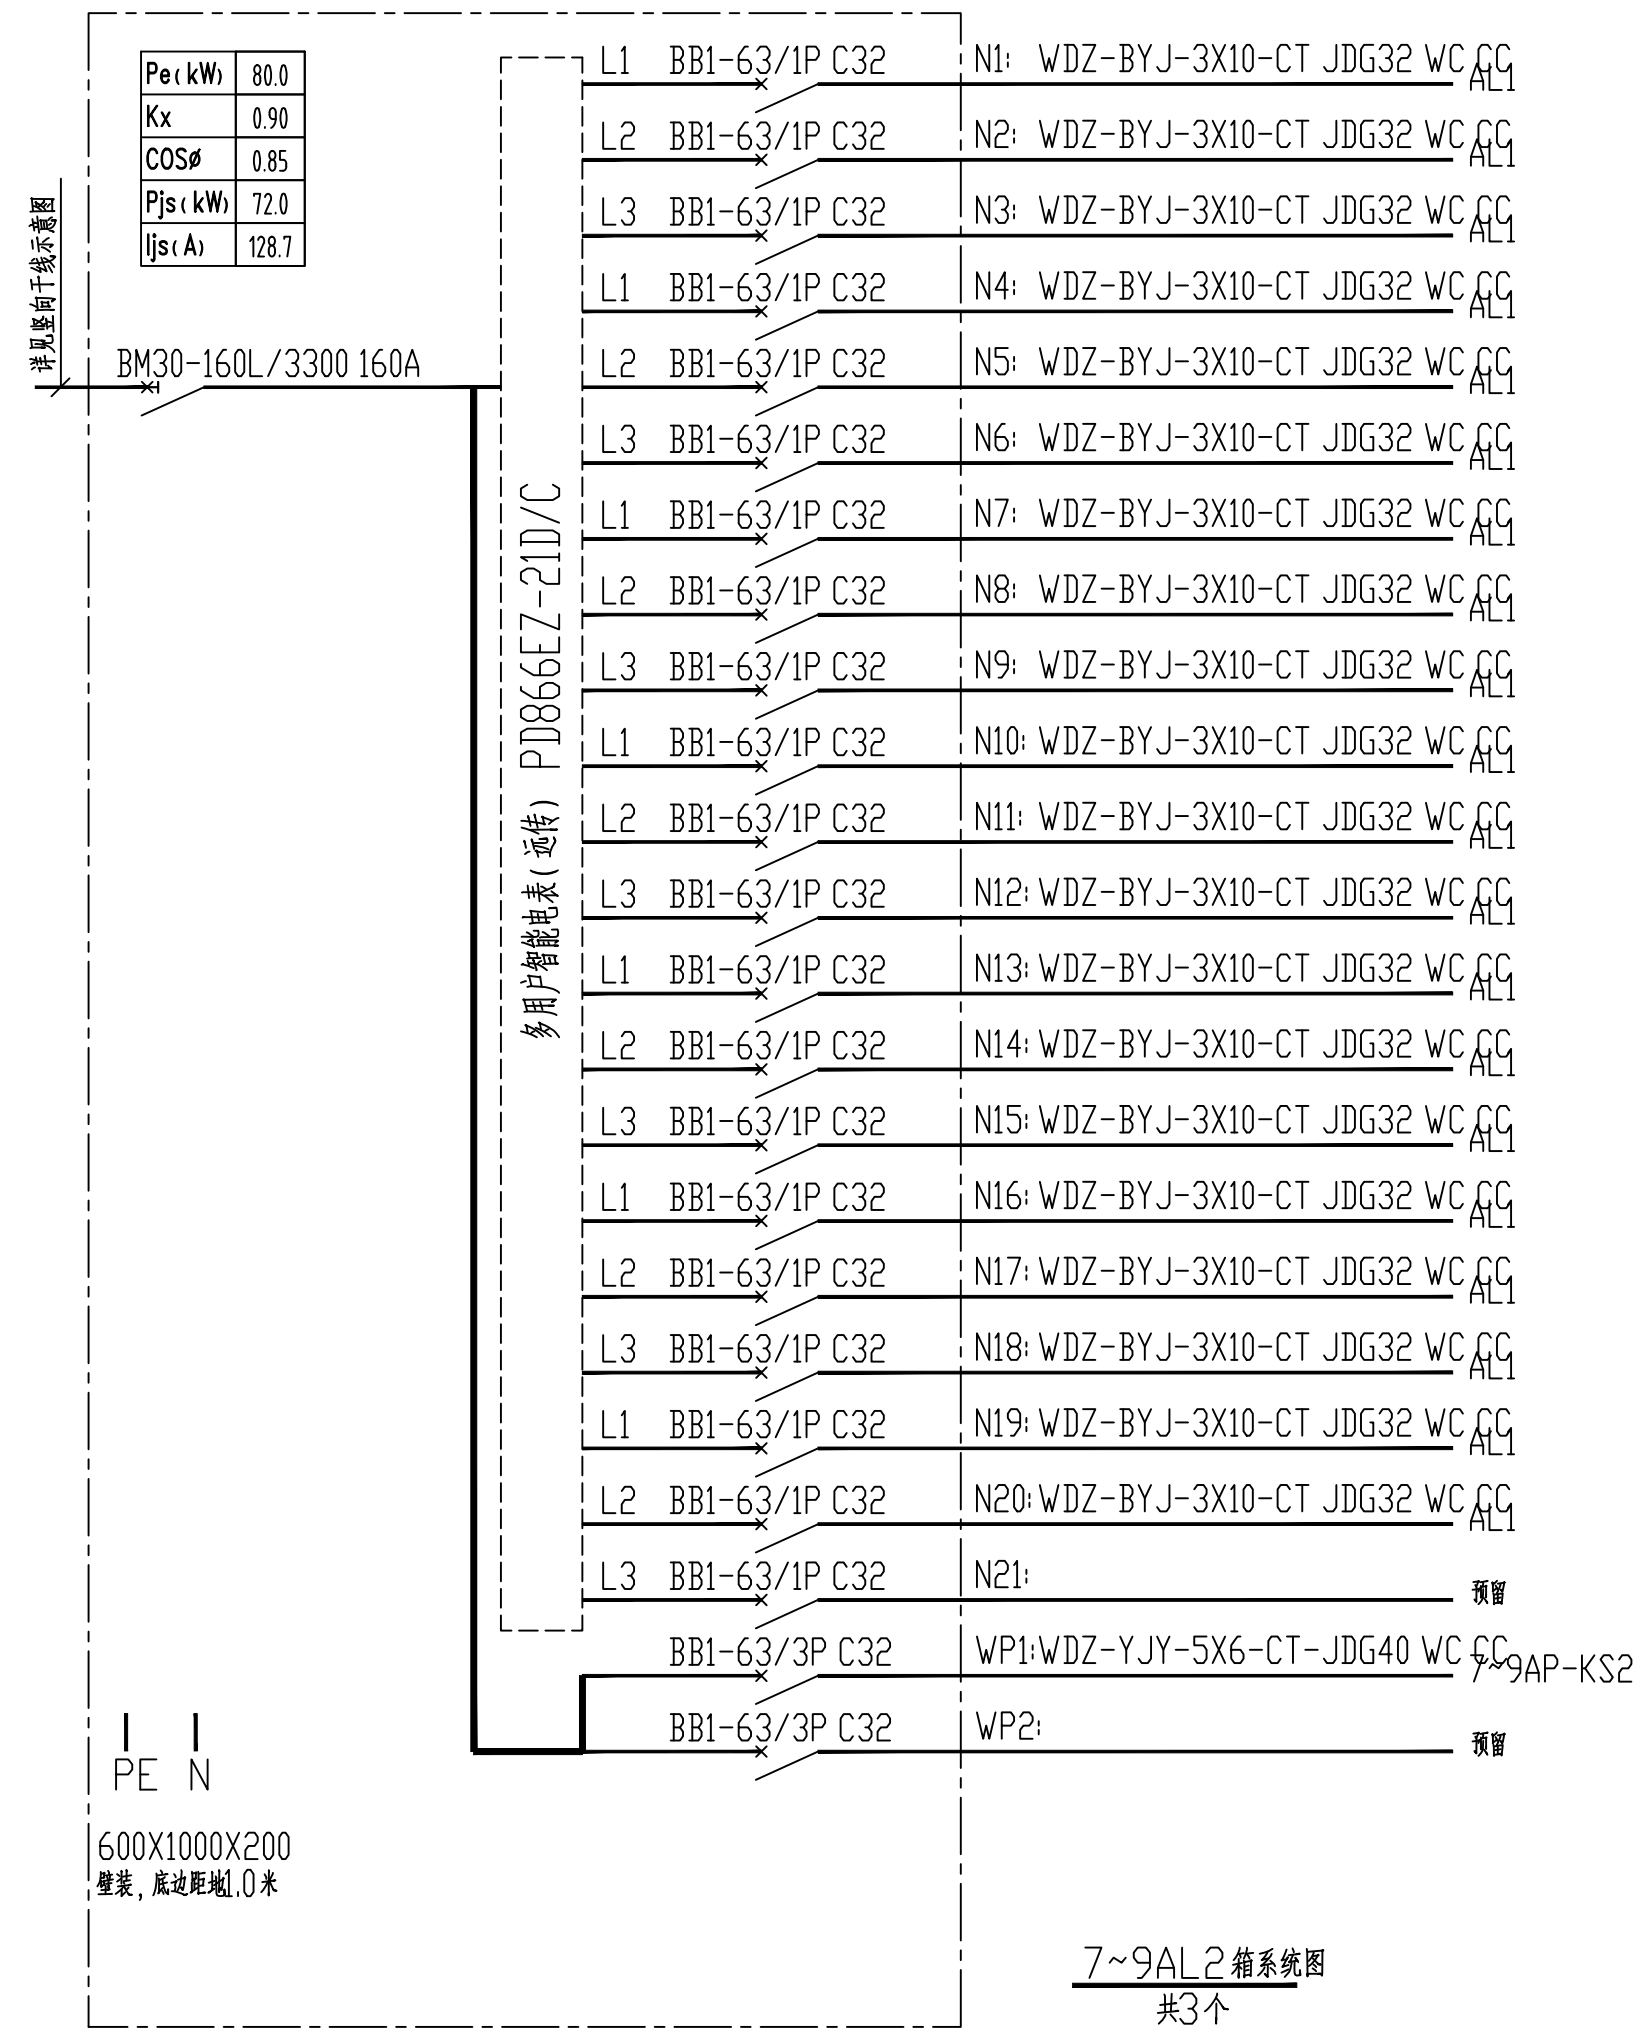 Pe(kW) 80.0
Kx 0.90
COSØ 0.85
Pjs(kW) 72.0
Ijs(A) 128.7
详见竖向干线示意图
BM30-160L/3300 160A
多用户智能电表(远传) PD866EZ-21D/C
L1 BB1-63/1P C32 N1: WDZ-BYJ-3X10-CT JDG32 WC CC AL1
L2 BB1-63/1P C32 N2: WDZ-BYJ-3X10-CT JDG32 WC CC AL1
L3 BB1-63/1P C32 N3: WDZ-BYJ-3X10-CT JDG32 WC CC AL1
L1 BB1-63/1P C32 N4: WDZ-BYJ-3X10-CT JDG32 WC CC AL1
L2 BB1-63/1P C32 N5: WDZ-BYJ-3X10-CT JDG32 WC CC AL1
L3 BB1-63/1P C32 N6: WDZ-BYJ-3X10-CT JDG32 WC CC AL1
L1 BB1-63/1P C32 N7: WDZ-BYJ-3X10-CT JDG32 WC CC AL1
L2 BB1-63/1P C32 N8: WDZ-BYJ-3X10-CT JDG32 WC CC AL1
L3 BB1-63/1P C32 N9: WDZ-BYJ-3X10-CT JDG32 WC CC AL1
L1 BB1-63/1P C32 N10: WDZ-BYJ-3X10-CT JDG32 WC CC AL1
L2 BB1-63/1P C32 N11: WDZ-BYJ-3X10-CT JDG32 WC CC AL1
L3 BB1-63/1P C32 N12: WDZ-BYJ-3X10-CT JDG32 WC CC AL1
L1 BB1-63/1P C32 N13: WDZ-BYJ-3X10-CT JDG32 WC CC AL1
L2 BB1-63/1P C32 N14: WDZ-BYJ-3X10-CT JDG32 WC CC AL1
L3 BB1-63/1P C32 N15: WDZ-BYJ-3X10-CT JDG32 WC CC AL1
L1 BB1-63/1P C32 N16: WDZ-BYJ-3X10-CT JDG32 WC CC AL1
L2 BB1-63/1P C32 N17: WDZ-BYJ-3X10-CT JDG32 WC CC AL1
L3 BB1-63/1P C32 N18: WDZ-BYJ-3X10-CT JDG32 WC CC AL1
L1 BB1-63/1P C32 N19: WDZ-BYJ-3X10-CT JDG32 WC CC AL1
L2 BB1-63/1P C32 N20: WDZ-BYJ-3X10-CT JDG32 WC CC AL1
L3 BB1-63/1P C32 N21: 预留
BB1-63/3P C32 WP1:WDZ-YJY-5X6-CT-JDG40 WC CC 7~9AP-KS2
BB1-63/3P C32 WP2: 预留
PE N
600X1000X200
壁装,底边距地1.0米
7~9AL2箱系统图
共3个